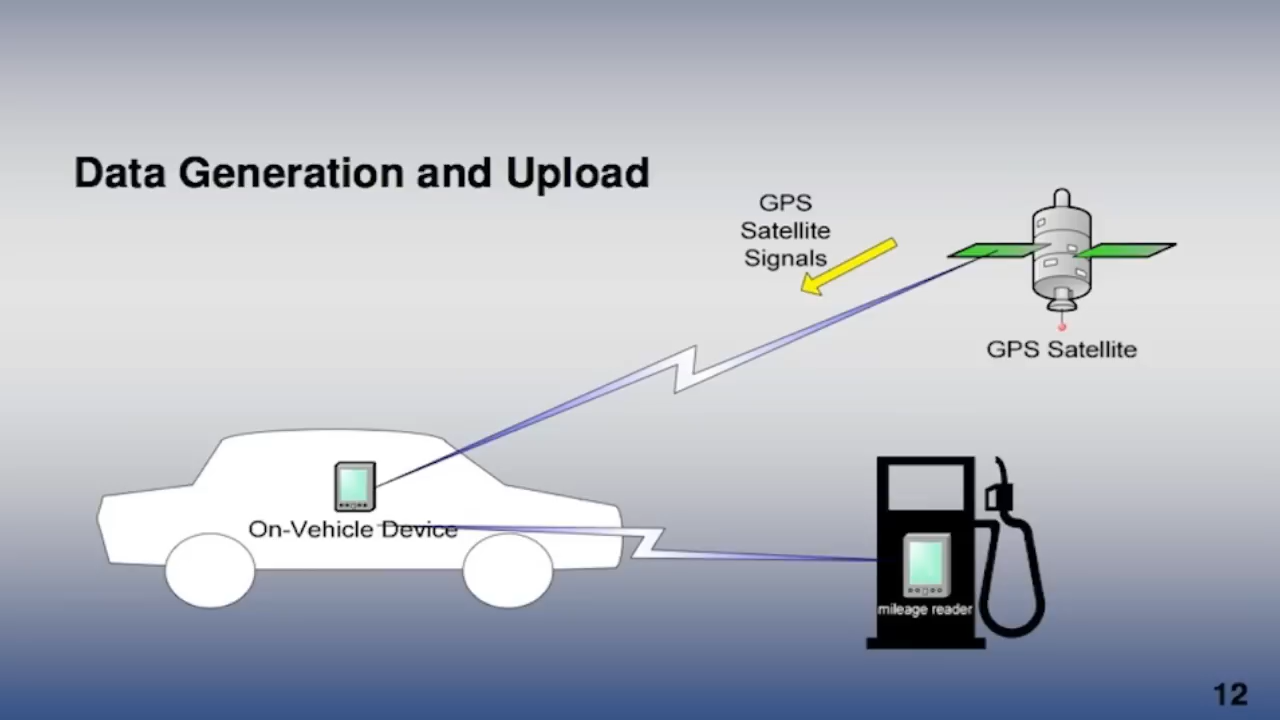 Data Generation and Upload
GPS
Satellite
Signals
GPS Satellite
On-Vehicle Device
mileage reader
12